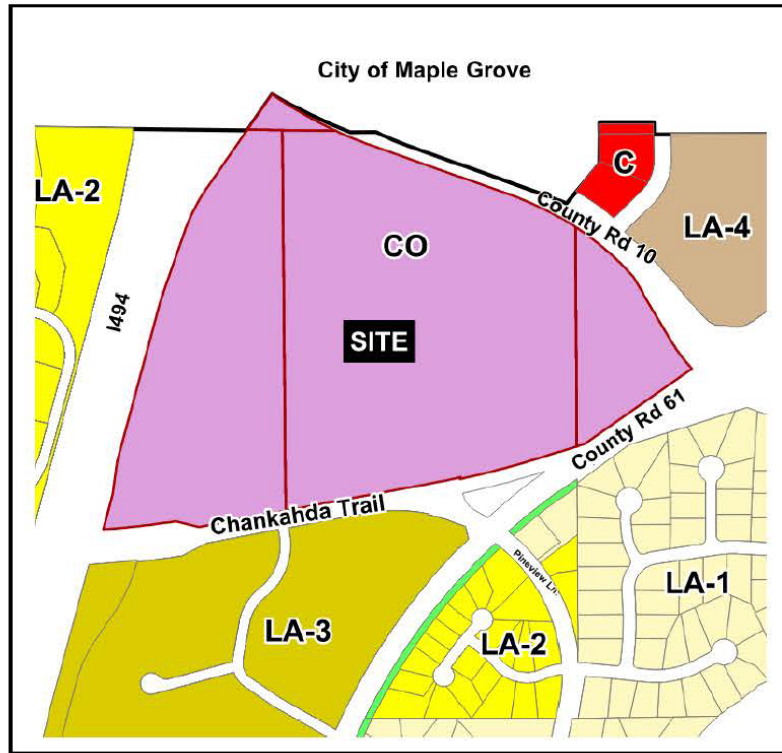 City of Maple Grove
LA-2
C
County Rd 10
LA-4
CO
I494
SITE
County Rd 61
Chankahda Trail
Pineview Ln.
LA-1
LA-3
LA-2